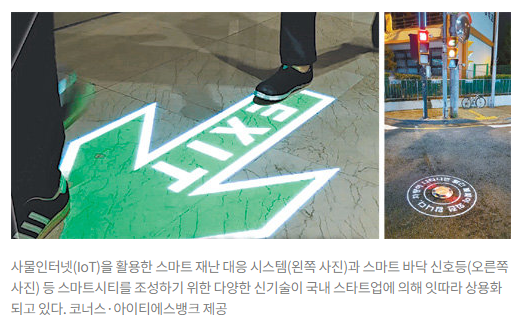 EXIT
사물인터넷(IoT)을 활용한 스마트 재난 대응 시스템(왼쪽 사진)과 스마트 바닥 신호등(오른쪽
사진) 등 스마트시티를 조성하기 위한 다양한 신기술이 국내 스타트업에 의해 잇따라 상용화
되고 있다. 코너스·아이티에스뱅크 제공